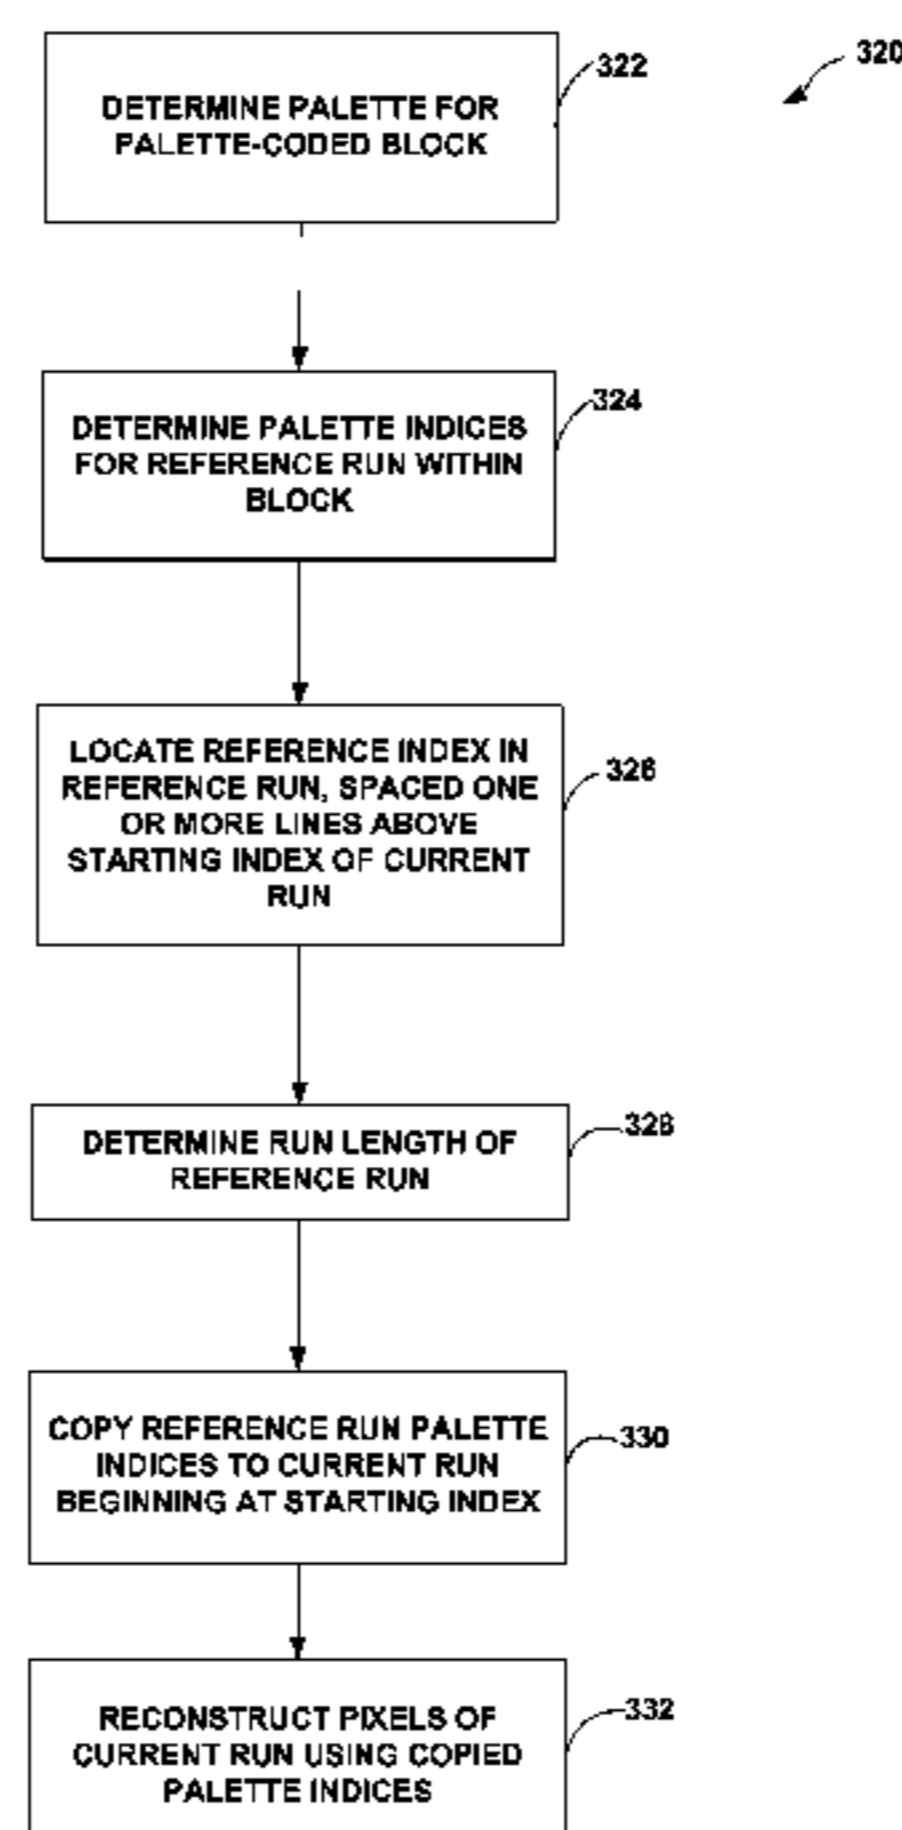 320
322
DETERMINE PALETTE FOR
PALETTE-CODED BLOCK
324
DETERMINE PALETTE INDICES
FOR REFERENCE RUN WITHIN
BLOCK
326
LOCATE REFERENCE INDEX IN
REFERENCE RUN, SPACED ONE
OR MORE LINES ABOVE
STARTING INDEX OF CURRENT
RUN
328
DETERMINE RUN LENGTH OF
REFERENCE RUN
330
COPY REFERENCE RUN PALETTE
INDICES TO CURRENT RUN
BEGINNING AT STARTING INDEX
332
RECONSTRUCT PIXELS OF
CURRENT RUN USING COPIED
PALETTE INDICES